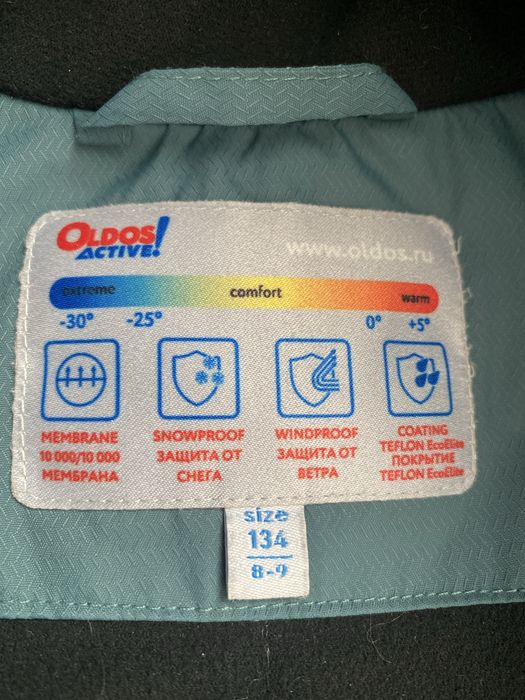 OLDOS
ACTIVE!
www.oldos.ru
extreme comfort warm
-30° -25° 0° +5°
MEMBRANE
10 000/10 000
МЕМБРАНА
SNOWPROOF
ЗАЩИТА ОТ
СНЕГА
WINDPROOF
ЗАЩИТА ОТ
ВЕТРА
COATING
TEFLON EcoElite
ПОКРЫТИЕ
TEFLON EcoElite
size
134
8-9